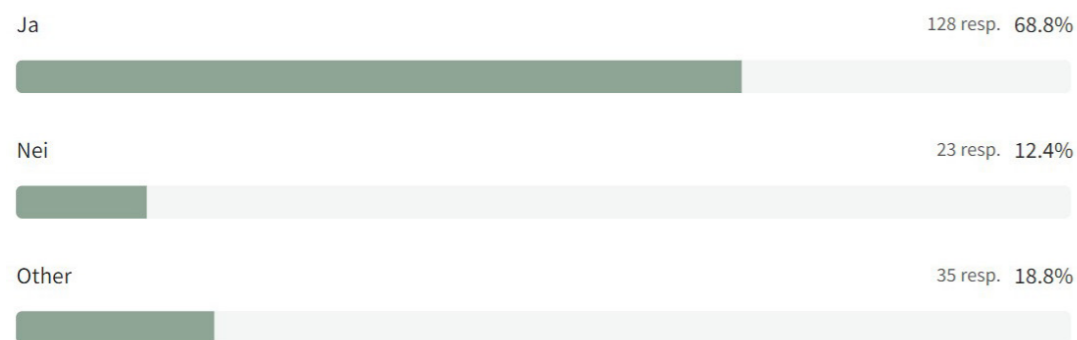 Ja 128 resp. 68.8%
Nei 23 resp. 12.4%
Other 35 resp. 18.8%